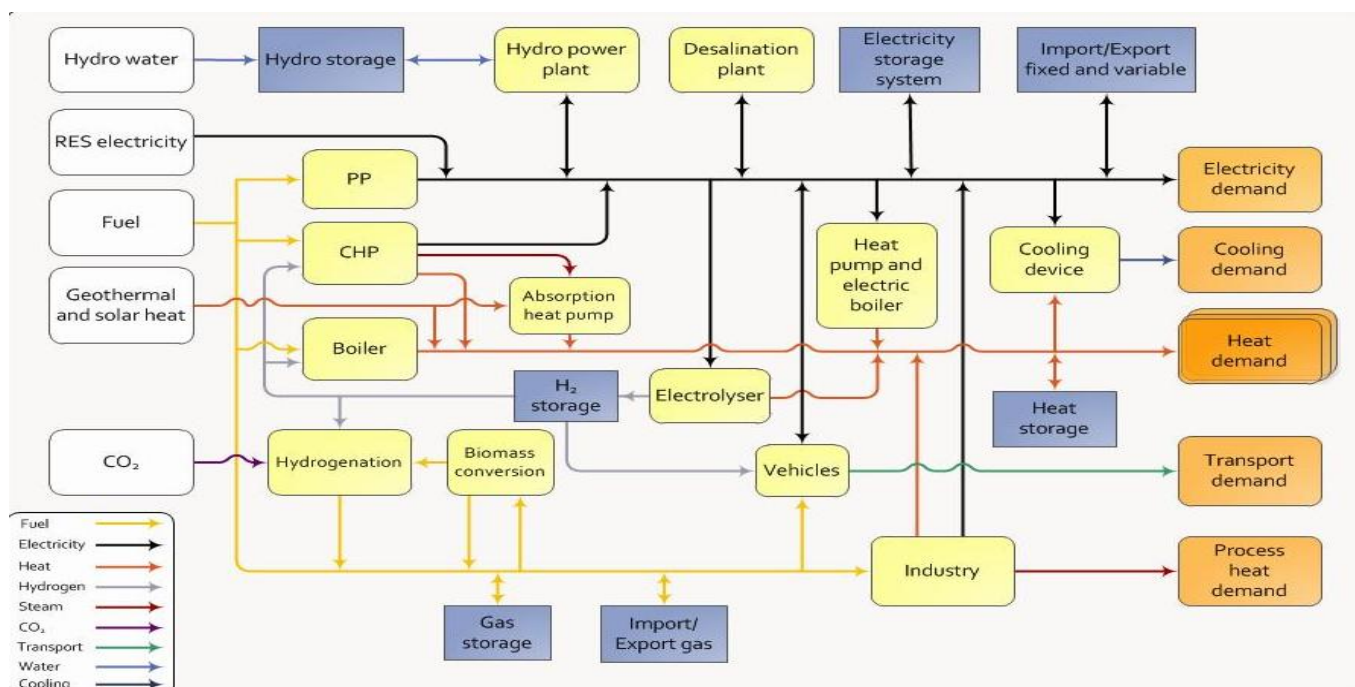 Hydro water
Hydro storage
Hydro power
plant
Desalination
plant
Electricity
storage
system
Import/Export
fixed and variable
RES electricity
PP
Electricity
demand
Fuel
CHP
Heat
pump and
electric
boiler
Cooling
device
Cooling
demand
Geothermal
and solar heat
Absorption
heat pump
Boiler
Heat
demand
H₂
storage
Electrolyser
Heat
storage
CO₂
Hydrogenation
Biomass
conversion
Vehicles
Transport
demand
Fuel
Electricity
Heat
Hydrogen
Steam
CO₂
Transport
Water
Cooling
Industry
Process
heat
demand
Gas
storage
Import/
Export gas